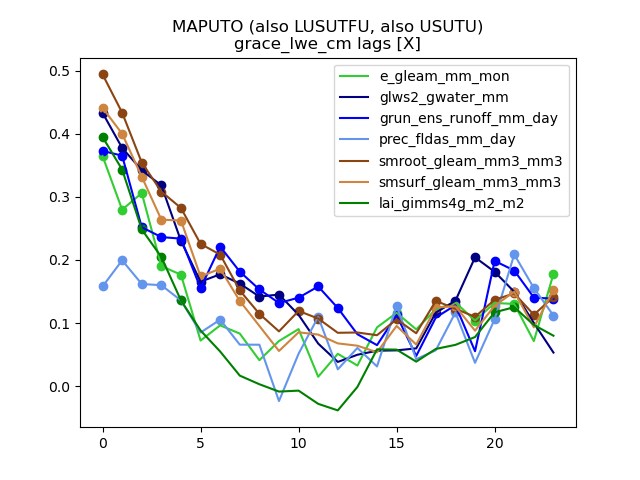 MAPUTO (also LUSUTFU, also USUTU)
grace_lwe_cm lags [X]
e_gleam_mm_mon
glws2_gwater_mm
grun_ens_runoff_mm_day
prec_fldas_mm_day
smroot_gleam_mm3_mm3
smsurf_gleam_mm3_mm3
lai_gimms4g_m2_m2
0.5
0.4
0.3
0.2
0.1
0.0
0 5 10 15 20